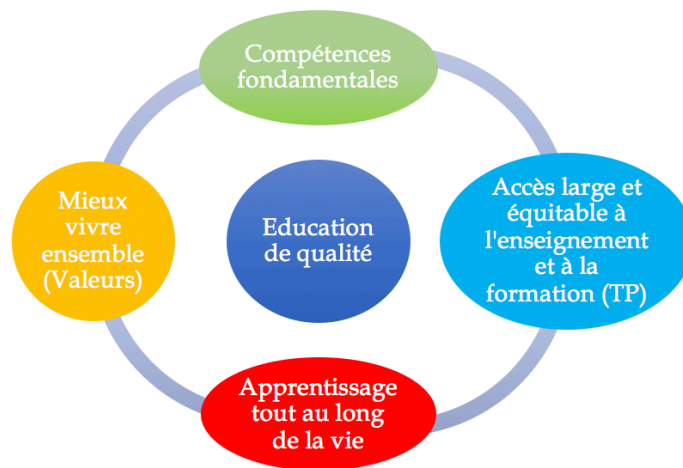 Compétences
fondamentales
Mieux
vivre
ensemble
(Valeurs)
Education
de qualité
Accès large et
équitable à
l'enseignement
et à la
formation (TP)
Apprentissage
tout au long
de la vie